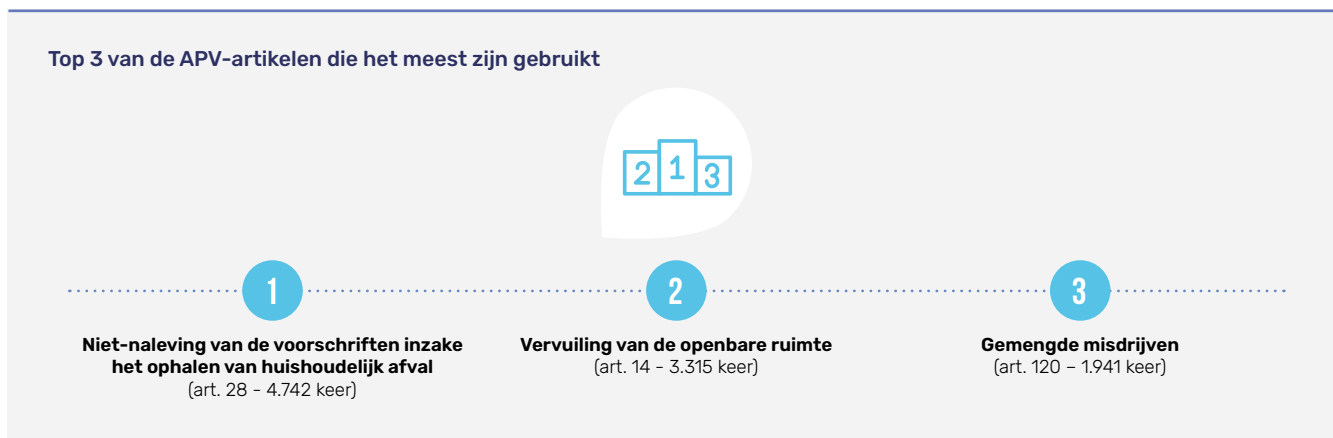 Top 3 van de APV-artikelen die het meest zijn gebruikt
2 1 3
1
Niet-naleving van de voorschriften inzake
het ophalen van huishoudelijk afval
(art. 28 - 4.742 keer)
2
Vervuiling van de openbare ruimte
(art. 14 - 3.315 keer)
3
Gemengde misdrijven
(art. 120 – 1.941 keer)